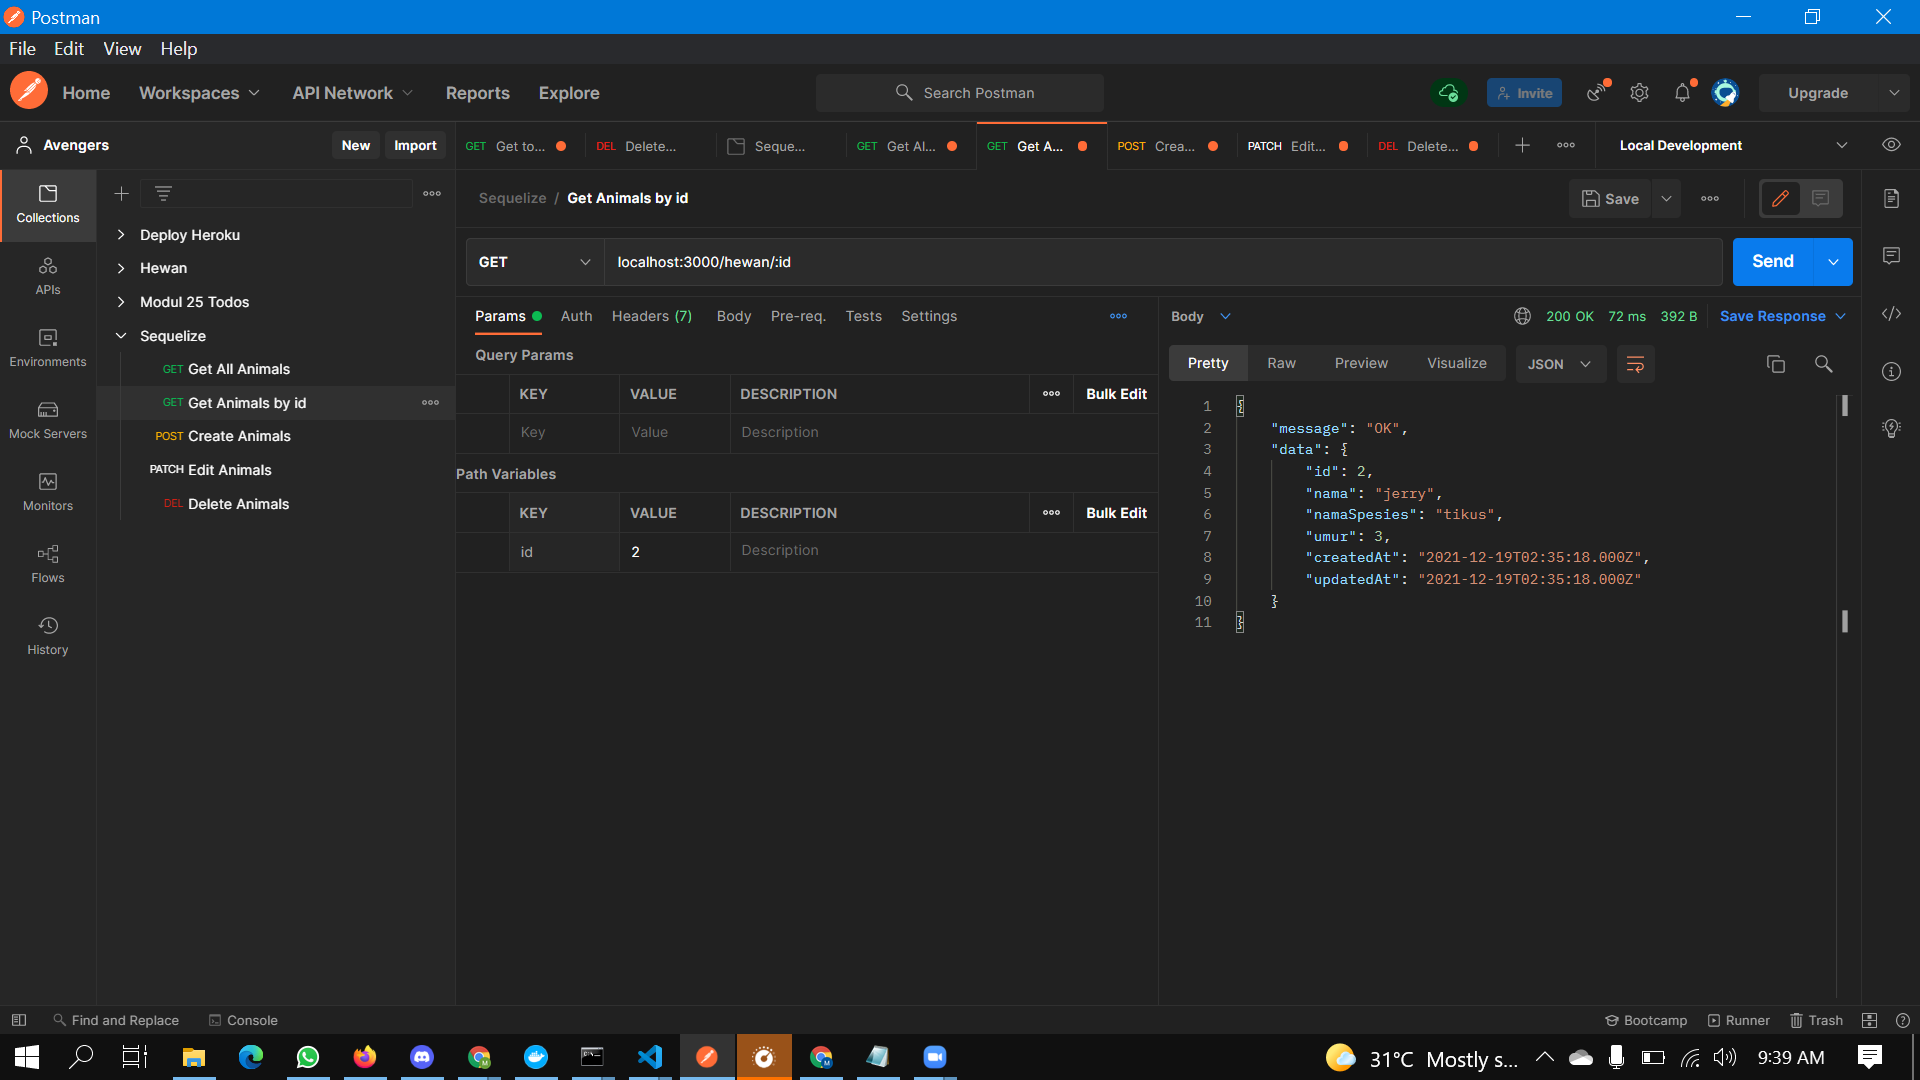 Postman
File Edit View Help
Home Workspaces API Network Reports Explore Search Postman Invite Upgrade
Avengers New Import
GET Get to... DEL Delete... Seque... GET Get Al... GET Get A... POST Crea... PATCH Edit... DEL Delete... Local Development
Collections
APIs
Environments
Mock Servers
Monitors
Flows
History
Deploy Heroku
Hewan
Modul 25 Todos
Sequelize
GET Get All Animals
GET Get Animals by id
POST Create Animals
PATCH Edit Animals
DEL Delete Animals
Sequelize / Get Animals by id Save
GET localhost:3000/hewan/:id Send
Params Auth Headers (7) Body Pre-req. Tests Settings
Query Params
KEY VALUE DESCRIPTION Bulk Edit
Key Value Description
Path Variables
KEY VALUE DESCRIPTION Bulk Edit
id 2 Description
Body 200 OK 72 ms 392 B Save Response
Pretty Raw Preview Visualize JSON
1 {
2 "message": "OK",
3 "data": {
4 "id": 2,
5 "nama": "jerry",
6 "namaSpesies": "tikus",
7 "umur": 3,
8 "createdAt": "2021-12-19T02:35:18.000Z",
9 "updatedAt": "2021-12-19T02:35:18.000Z"
10 }
11 }
Find and Replace Console Bootcamp Runner Trash
31°C Mostly s... 9:39 AM